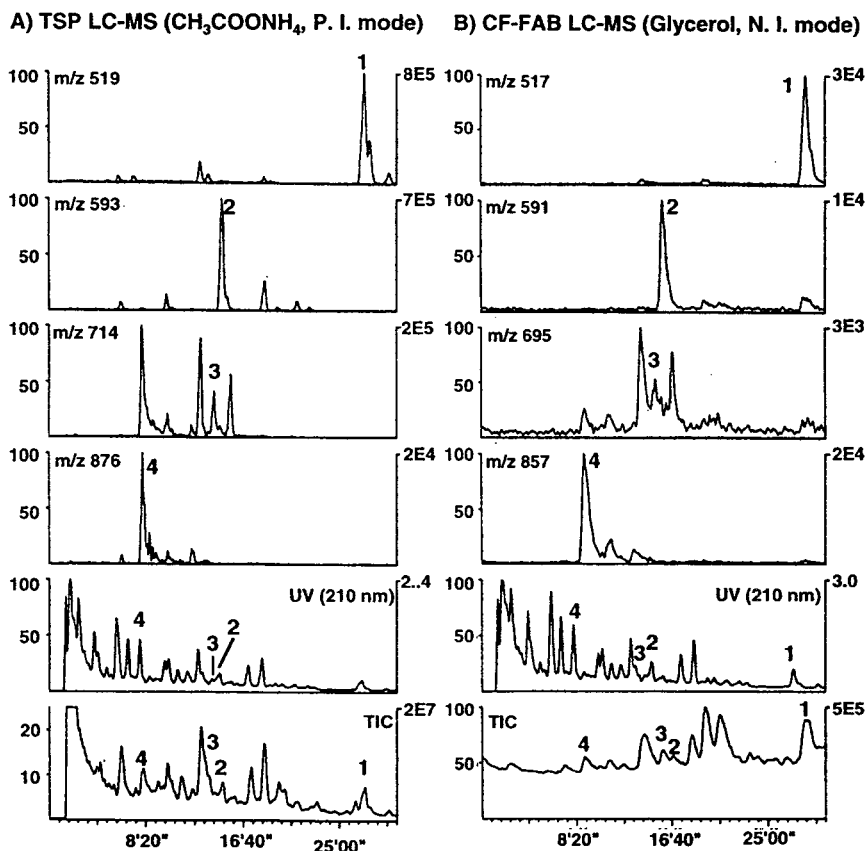 A) TSP LC-MS (CH₃COONH₄, P. I. mode)
100 m/z 519 1 8E5
50
100 m/z 593 2 7E5
50
100 m/z 714 3 2E5
50
100 m/z 876 4 2E4
50
100 UV (210 nm) 2..4
50 4 3 2
TIC 2E7
20 4 3 2 1
10
8'20" 16'40" 25'00"
B) CF-FAB LC-MS (Glycerol, N. I. mode)
100 m/z 517 1 3E4
50
100 m/z 591 2 1E4
50
100 m/z 695 3 3E3
50
100 m/z 857 4 2E4
50
100 UV (210 nm) 3.0
50 4 3 2 1
100 TIC 5E5
50 4 3 2 1
8'20" 16'40" 25'00"